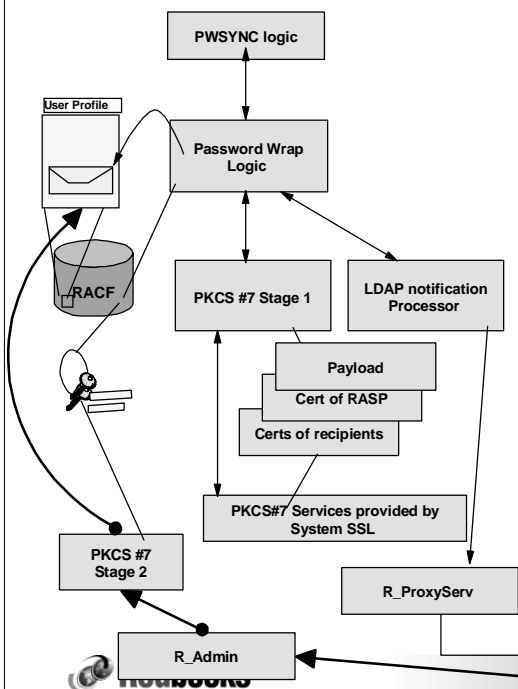 PWSYNC logic
User Profile
Password Wrap
Logic
RACF
PKCS #7 Stage 1
LDAP notification
Processor
Payload
Cert of RASP
Certs of recipients
PKCS#7 Services provided by
System SSL
PKCS #7
Stage 2
R_ProxyServ
R_Admin